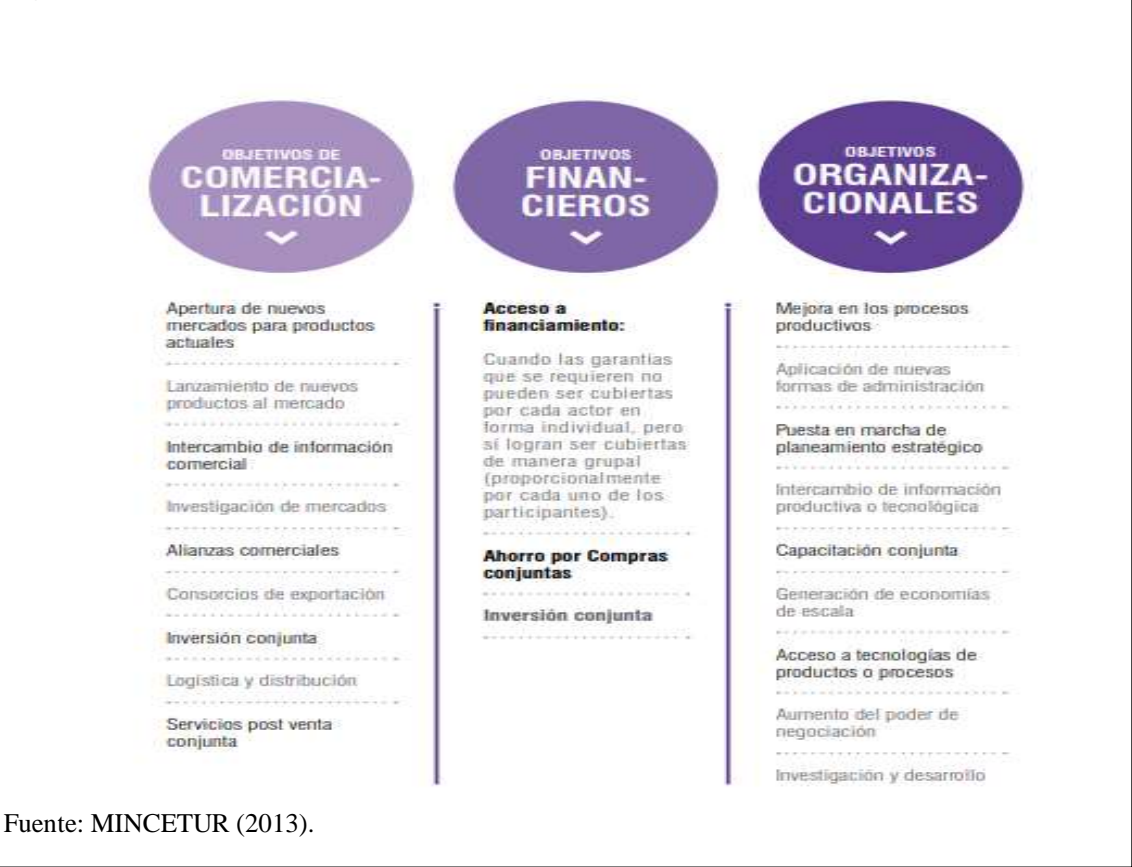 OBJETIVOS DE
COMERCIA-
LIZACIÓN
Apertura de nuevos
mercados para productos
actuales
Lanzamiento de nuevos
productos al mercado
Intercambio de información
comercial
Investigación de mercados
Alianzas comerciales
Consorcios de exportación
Inversión conjunta
Logística y distribución
Servicios post venta
conjunta
OBJETIVOS
FINAN-
CIEROS
Acceso a
financiamiento:
Cuando las garantías
que se requieren no
pueden ser cubiertas
por cada actor en
forma individual, pero
sí logran ser cubiertas
de manera grupal
(proporcionalmente
por cada uno de los
participantes).
Ahorro por Compras
conjuntas
Inversión conjunta
OBJETIVOS
ORGANIZA-
CIONALES
Mejora en los procesos
productivos
Aplicación de nuevas
formas de administración
Puesta en marcha de
planeamiento estratégico
Intercambio de información
productiva o tecnológica
Capacitación conjunta
Generación de economías
de escala
Acceso a tecnologías de
productos o procesos
Aumento del poder de
negociación
Investigación y desarrollo
Fuente: MINCETUR (2013).